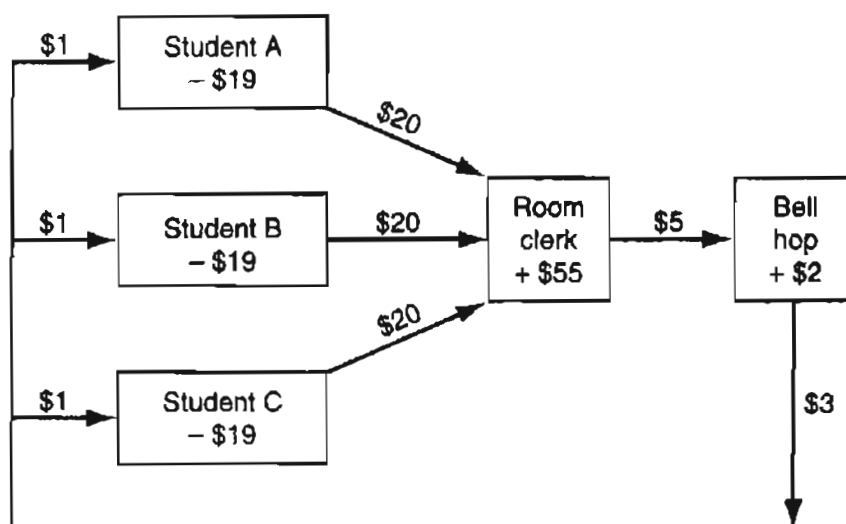 $1
Student A
– $19
$20
$1
Student B
– $19
$20
Room
clerk
+ $55
$5
Bell
hop
+ $2
$20
$1
Student C
– $19
$3